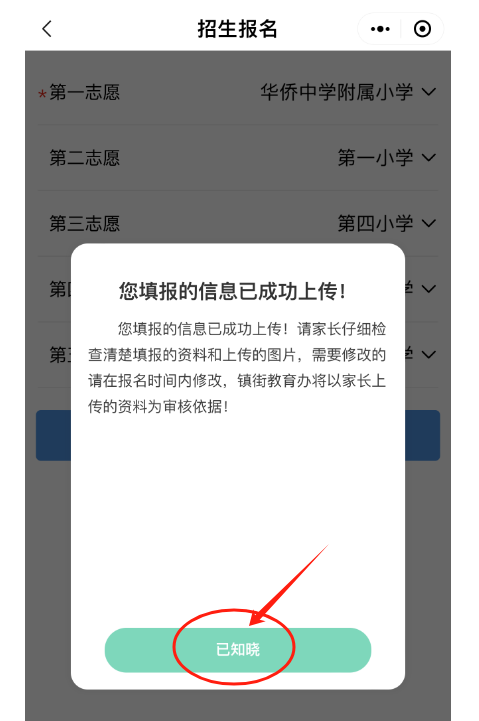 招生报名
*第一志愿 华侨中学附属小学
第二志愿 第一小学
第三志愿 第四小学
第
您填报的信息已成功上传！
第
您填报的信息已成功上传！请家长仔细检
查清楚填报的资料和上传的图片，需要修改的
请在报名时间内修改，镇街教育办将以家长上
传的资料为审核依据！
已知晓